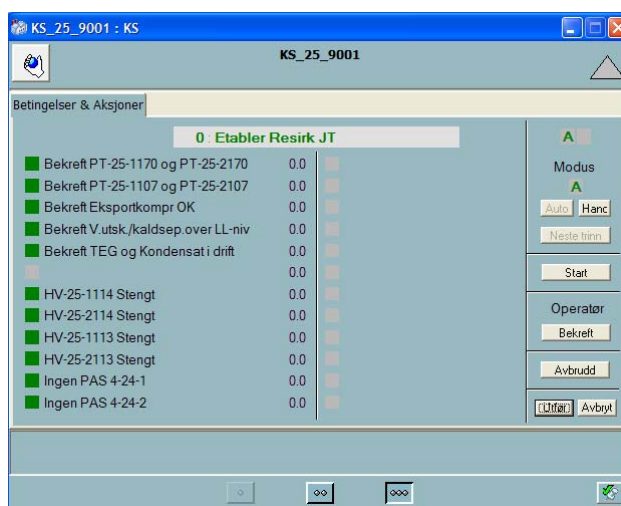 KS_25_9001 : KS
KS_25_9001
Betingelser & Aksjoner
0 : Etabler Resirk JT
A
Bekreft PT-25-1170 og PT-25-2170 0.0
Modus
Bekreft PT-25-1107 og PT-25-2107 0.0
A
Bekreft Eksportkompr OK 0.0
Auto Hanc
Bekreft V.utsk./kaldsep.over LL-niv 0.0
Neste trinn
Bekreft TEG og Kondensat i drift 0.0
0.0
Start
HV-25-1114 Stengt 0.0
HV-25-2114 Stengt 0.0
Operatør
HV-25-1113 Stengt 0.0
Bekreft
HV-25-2113 Stengt 0.0
Ingen PAS 4-24-1 0.0
Avbrudd
Ingen PAS 4-24-2 0.0
Utfør Avbryt